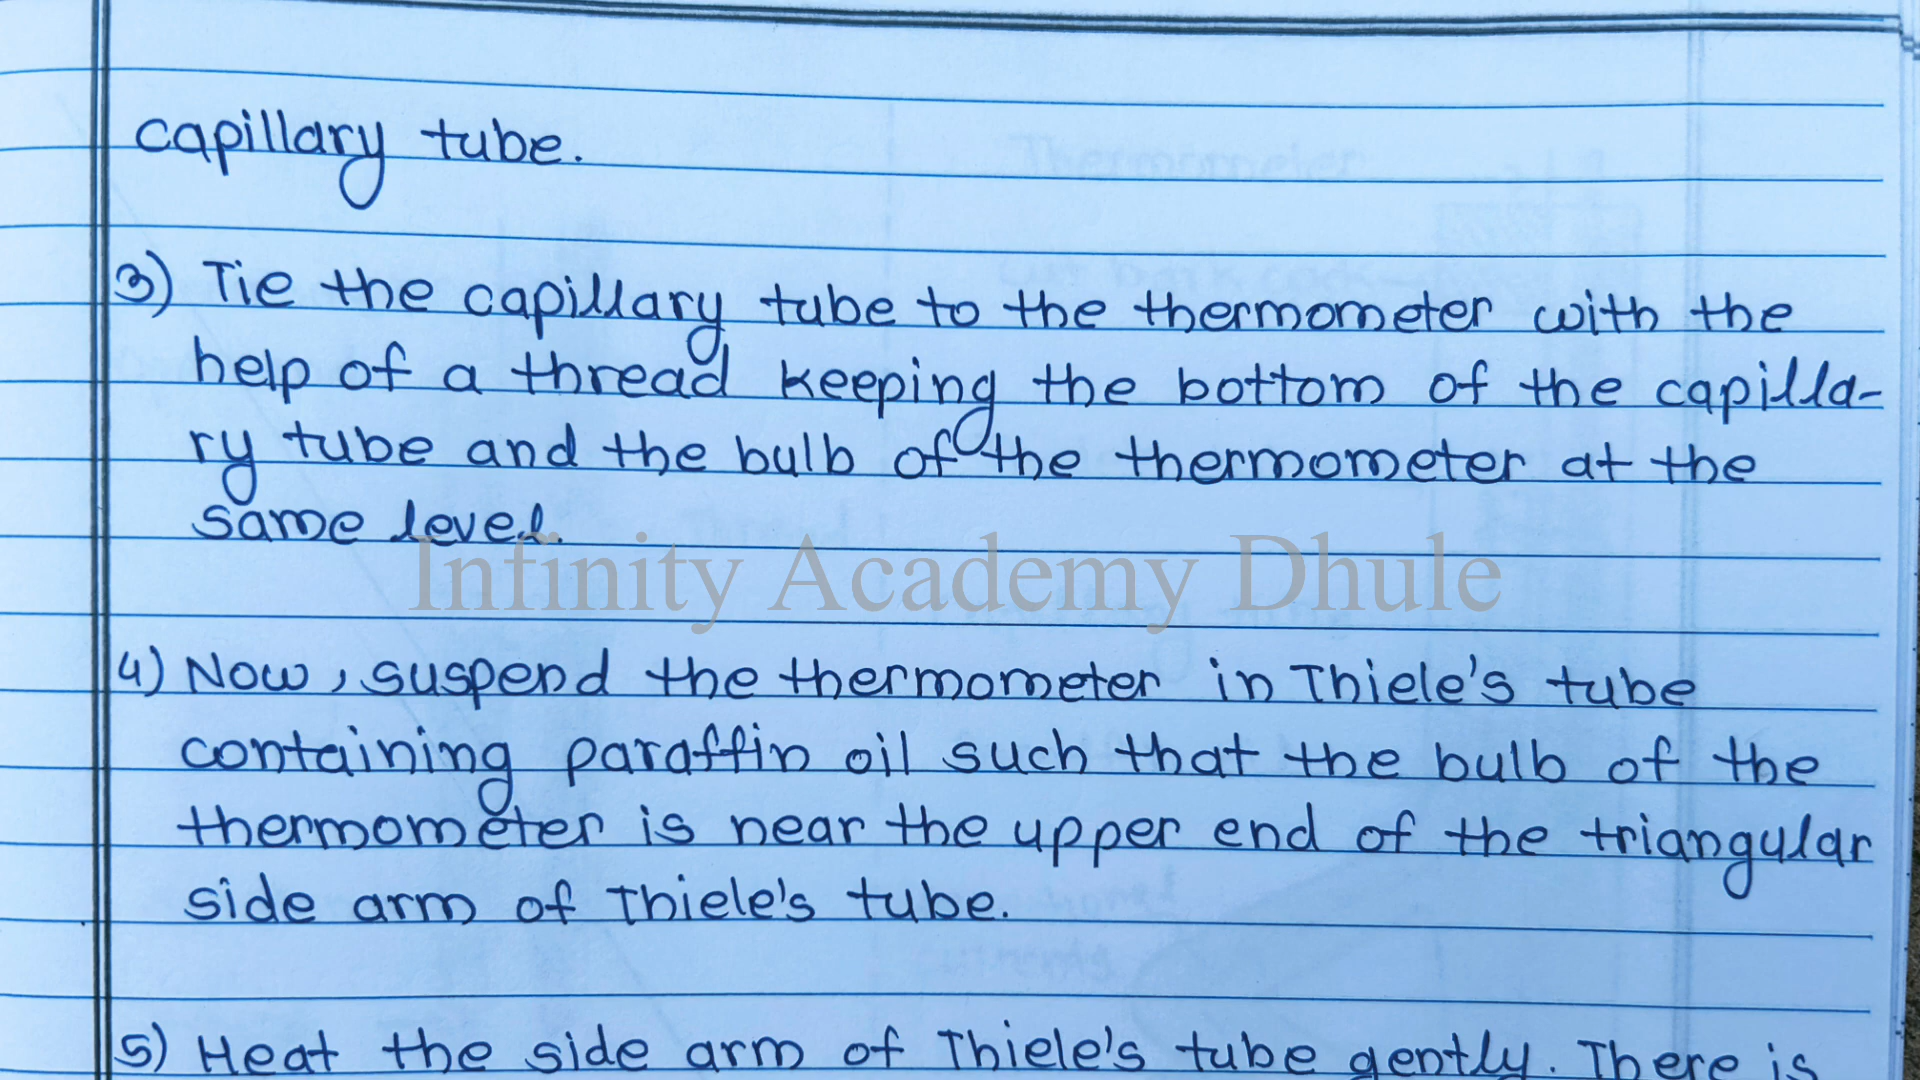 capillary tube.
3) Tie the capillary tube to the thermometer with the
help of a thread keeping the bottom of the capilla-
ry tube and the bulb of the thermometer at the
same level.
Infinity Academy Dhule
4) Now, suspend the thermometer in Thiele's tube
containing paraffin oil such that the bulb of the
thermometer is near the upper end of the triangular
side arm of Thiele's tube.
5) Heat the side arm of Thiele's tube gently. There is